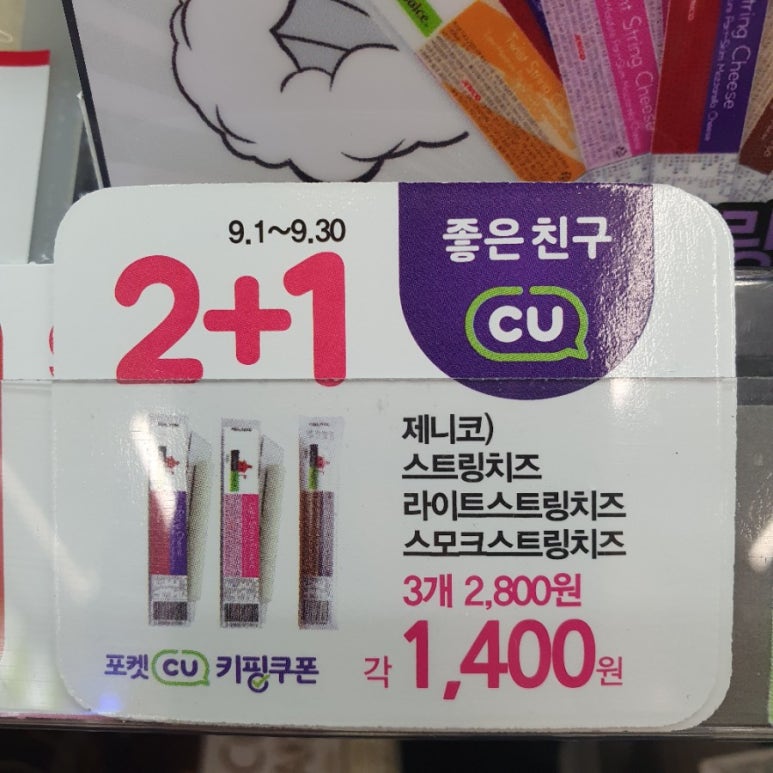 String Cheese
String Cheese
9.1~9.30
2+1
좋은 친구
CU
제니코)
스트링치즈
라이트스트링치즈
스모크스트링치즈
3개 2,800원
각 1,400원
포켓 CU 키핑쿠폰